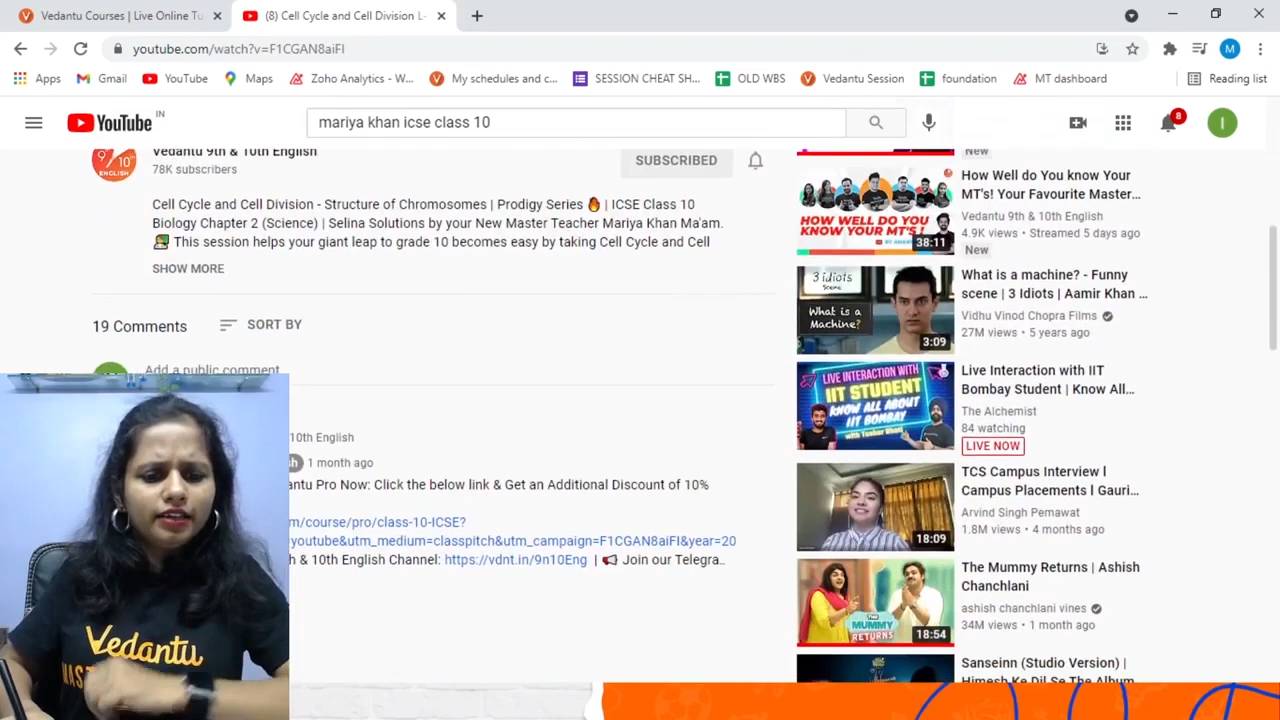 Vedantu Courses | Live Online Tu
(8) Cell Cycle and Cell Division L
youtube.com/watch?v=F1CGAN8aiFI
M
Apps
Gmail
YouTube
Maps
Zoho Analytics - W...
My schedules and c...
SESSION CHEAT SH...
OLD WBS
Vedantu Session
foundation
MT dashboard
Reading list
YouTube IN
mariya khan icse class 10
8
I
9/10
ENGLISH
Vedantu 9th & 10th English
78K subscribers
SUBSCRIBED
Cell Cycle and Cell Division - Structure of Chromosomes | Prodigy Series 🔥 | ICSE Class 10
Biology Chapter 2 (Science) | Selina Solutions by your New Master Teacher Mariya Khan Ma'am.
This session helps your giant leap to grade 10 becomes easy by taking Cell Cycle and Cell
SHOW MORE
19 Comments
SORT BY
Add a public comment
10th English
1 month ago
antu Pro Now: Click the below link & Get an Additional Discount of 10%
m/course/pro/class-10-ICSE?
=youtube&utm_medium=classpitch&utm_campaign=F1CGAN8aiFI&year=20
h & 10th English Channel: https://vdnt.in/9n10Eng | 📢 Join our Telegra..
New
HOW WELL DO YOU
KNOW YOUR MT'S!
38:11
How Well do You know Your
MT's! Your Favourite Master...
Vedantu 9th & 10th English
4.9K views • Streamed 5 days ago
New
3 idiots
Scene
What is a
Machine?
3:09
What is a machine? - Funny
scene | 3 Idiots | Aamir Khan ...
Vidhu Vinod Chopra Films
27M views • 5 years ago
LIVE INTERACTION WITH
IIT STUDENT
KNOW ALL ABOUT
IIT BOMBAY
Live Interaction with IIT
Bombay Student | Know All...
The Alchemist
84 watching
LIVE NOW
18:09
TCS Campus Interview l
Campus Placements l Gauri...
Arvind Singh Pemawat
1.8M views • 4 months ago
THE
MUMMY
RETURNS
18:54
The Mummy Returns | Ashish
Chanchlani
ashish chanchlani vines
34M views • 1 month ago
Sanseinn (Studio Version) |
Himesh Ke Dil Se The Album
Vedantu